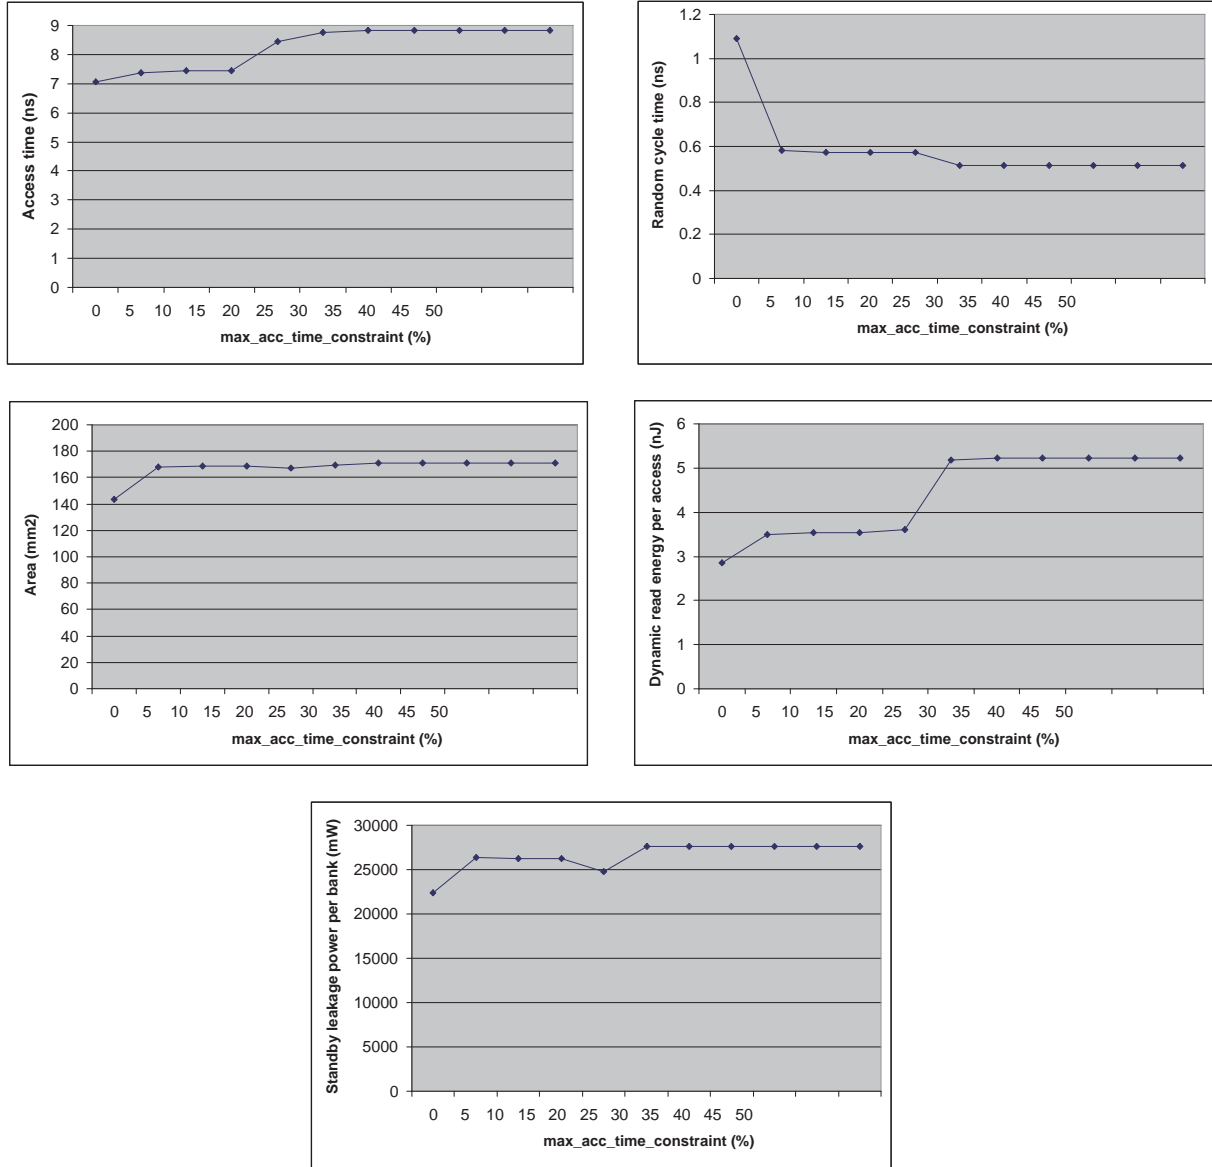 Access time (ns)
9
8
7
6
5
4
3
2
1
0
0 5 10 15 20 25 30 35 40 45 50
max_acc_time_constraint (%)
Random cycle time (ns)
1.2
1
0.8
0.6
0.4
0.2
0
0 5 10 15 20 25 30 35 40 45 50
max_acc_time_constraint (%)
Area (mm2)
200
180
160
140
120
100
80
60
40
20
0
0 5 10 15 20 25 30 35 40 45 50
max_acc_time_constraint (%)
Dynamic read energy per access (nJ)
6
5
4
3
2
1
0
0 5 10 15 20 25 30 35 40 45 50
max_acc_time_constraint (%)
Standby leakage power per bank (mW)
30000
25000
20000
15000
10000
5000
0
0 5 10 15 20 25 30 35 40 45 50
max_acc_time_constraint (%)